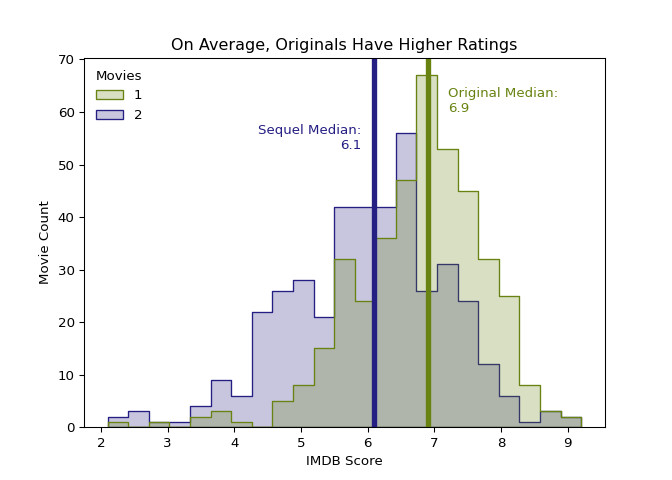 On Average, Originals Have Higher Ratings
70
60
50
40
30
20
10
0
Movie Count
Movies
1
2
Sequel Median:
6.1
Original Median:
6.9
2 3 4 5 6 7 8 9
IMDB Score